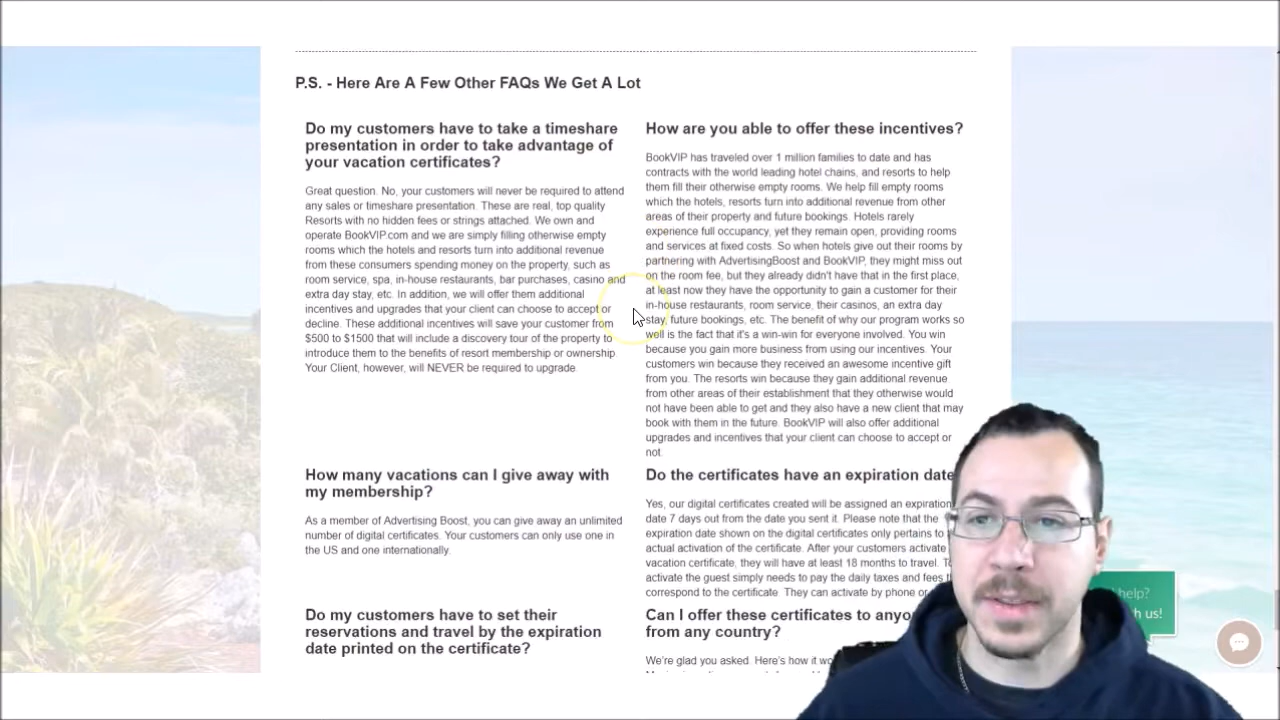 P.S. - Here Are A Few Other FAQs We Get A Lot
Do my customers have to take a timeshare
presentation in order to take advantage of
your vacation certificates?
Great question. No, your customers will never be required to attend
any sales or timeshare presentation. These are real, top quality
Resorts with no hidden fees or strings attached. We own and
operate BookVIP.com and we are simply filling otherwise empty
rooms which the hotels and resorts turn into additional revenue
from these consumers spending money on the property, such as
room service, spa, in-house restaurants, bar purchases, casino and
extra day stay, etc. In addition, we will offer them additional
incentives and upgrades that your client can choose to accept or
decline. These additional incentives will save your customer from
$500 to $1500 that will include a discovery tour of the property to
introduce them to the benefits of resort membership or ownership.
Your Client, however, will NEVER be required to upgrade.
How are you able to offer these incentives?
BookVIP has traveled over 1 million families to date and has
contracts with the world leading hotel chains, and resorts to help
them fill their otherwise empty rooms. We help fill empty rooms
which the hotels, resorts turn into additional revenue from other
areas of their property and future bookings. Hotels rarely
experience full occupancy, yet they remain open, providing rooms
and services at fixed costs. So when hotels give out their rooms by
partnering with AdvertisingBoost and BookVIP, they might miss out
on the room fee, but they already didn't have that in the first place,
at least now they have the opportunity to gain a customer for their
in-house restaurants, room service, their casinos, an extra day
stay, future bookings, etc. The benefit of why our program works so
well is the fact that it's a win-win for everyone involved. You win
because you gain more business from using our incentives. Your
customers win because they received an awesome incentive gift
from you. The resorts win because they gain additional revenue
from other areas of their establishment that they otherwise would
not have been able to get and they also have a new client that may
book with them in the future. BookVIP will also offer additional
upgrades and incentives that your client can choose to accept or
not.
How many vacations can I give away with
my membership?
As a member of Advertising Boost, you can give away an unlimited
number of digital certificates. Your customers can only use one in
the US and one internationally.
Do the certificates have an expiration date
Yes, our digital certificates created will be assigned an expiration
date 7 days out from the date you sent it. Please note that the
expiration date shown on the digital certificates only pertains to
actual activation of the certificate. After your customers activate
vacation certificate, they will have at least 18 months to travel.
activate the guest simply needs to pay the daily taxes and fees
correspond to the certificate. They can activate by phone or
Do my customers have to set their
reservations and travel by the expiration
date printed on the certificate?
Can I offer these certificates to
from any country?
We're glad you asked. Here's how it
help?
us!